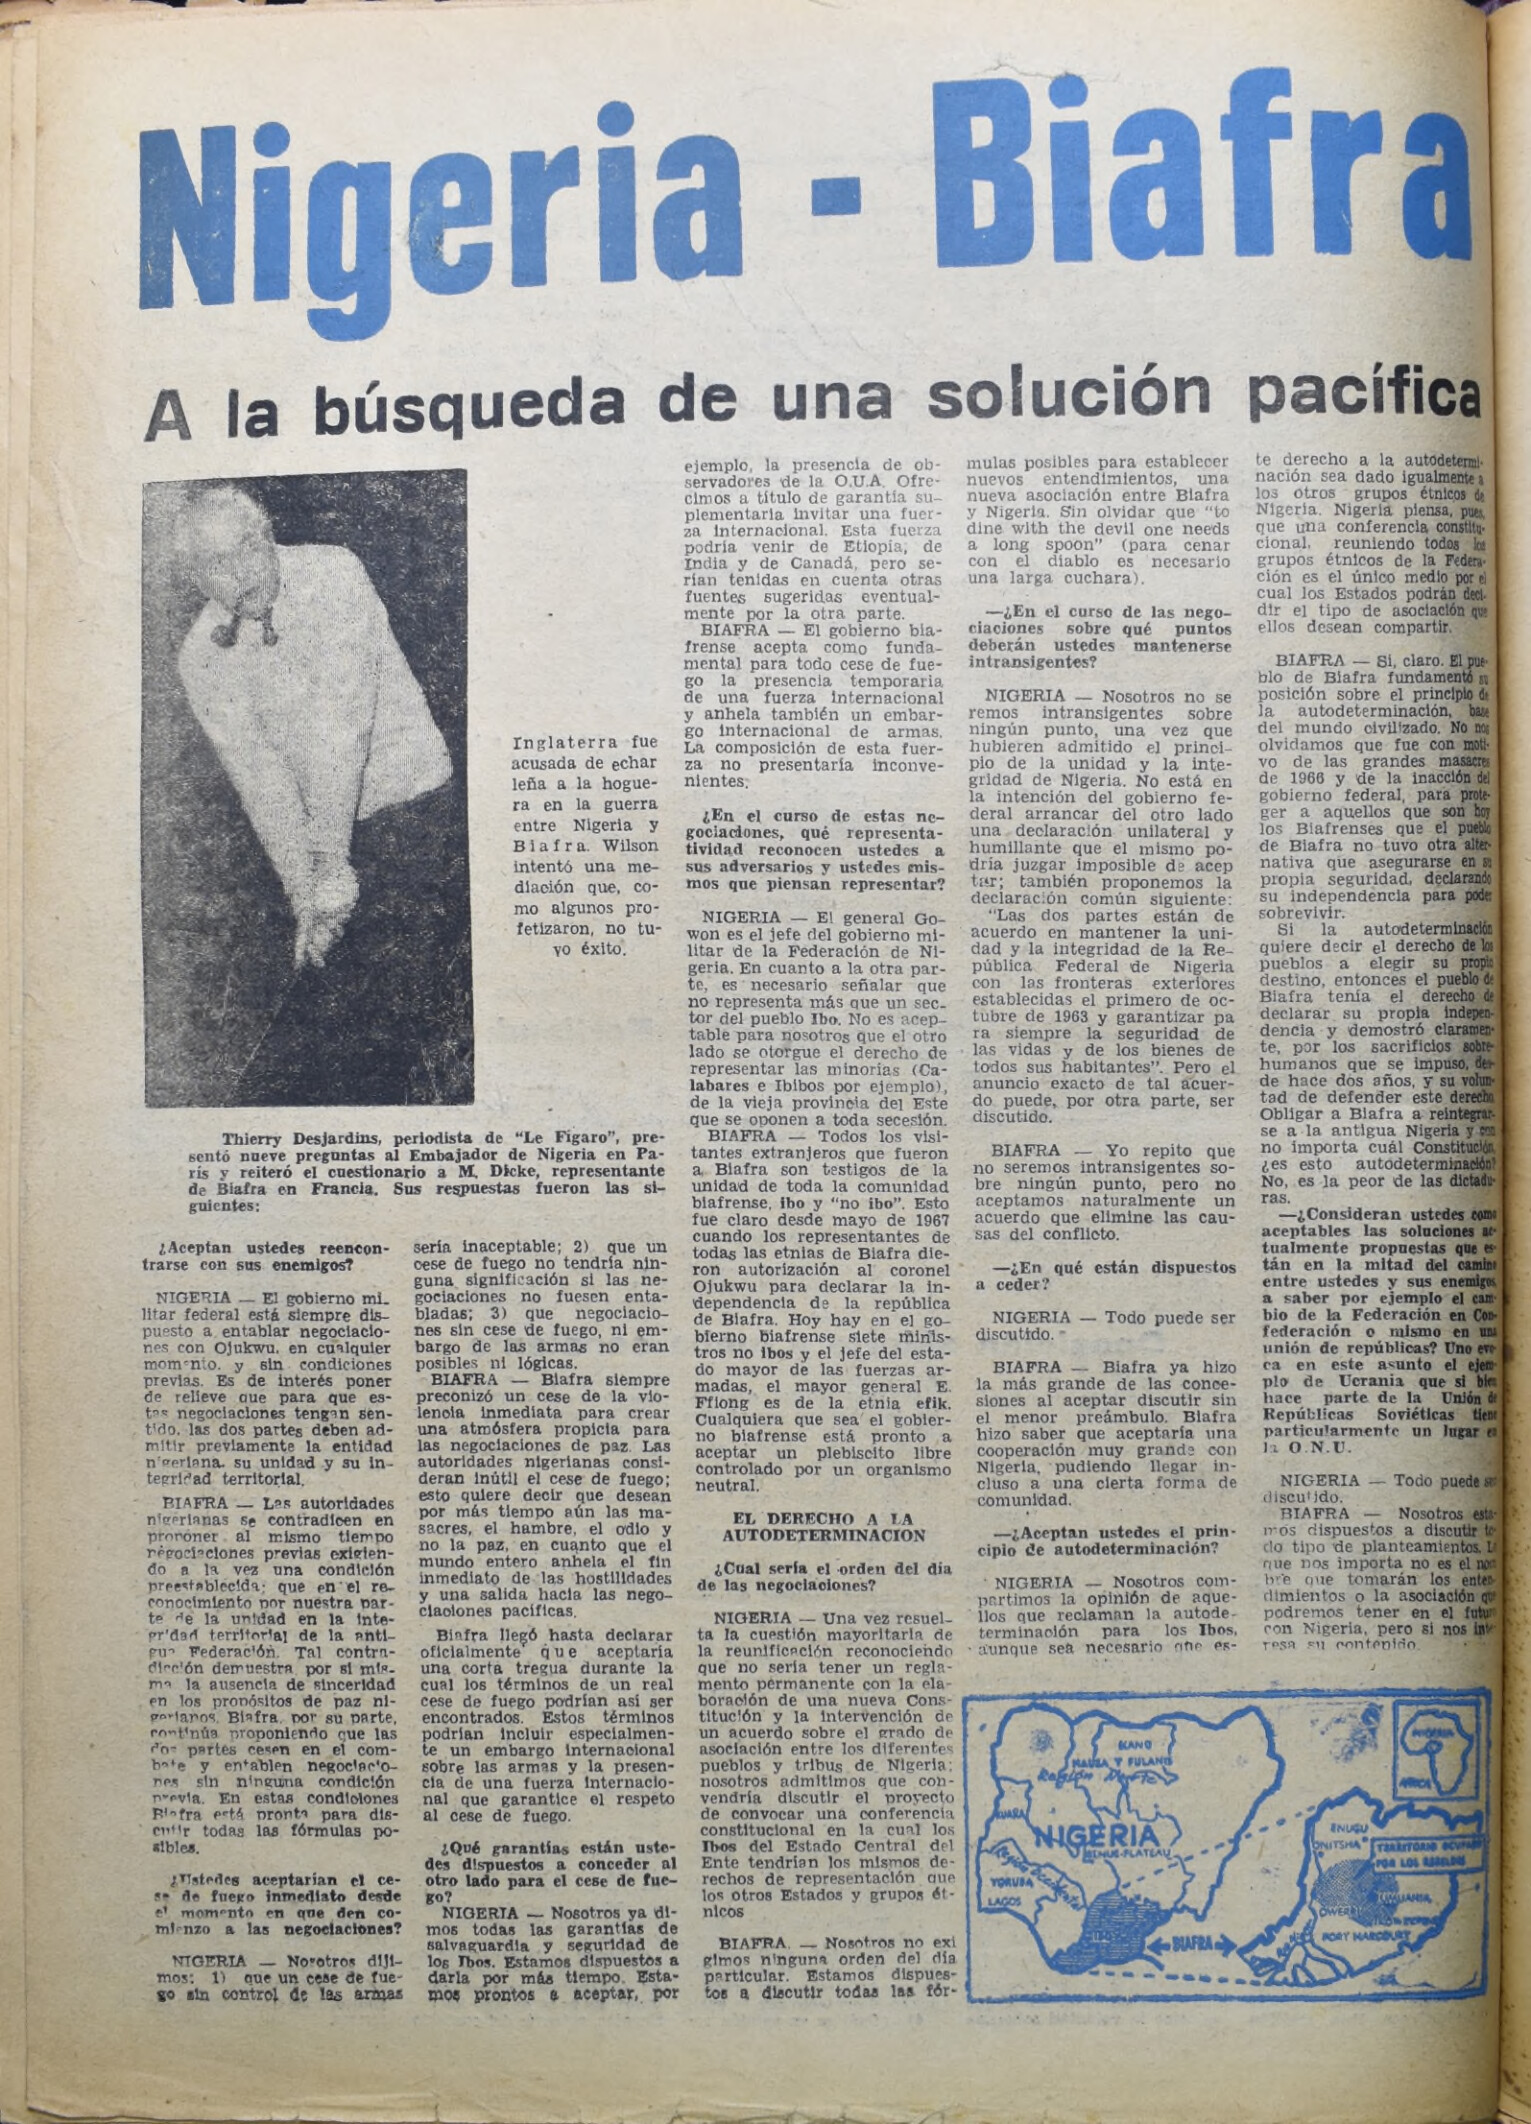 Nigeria - Biafra
A la búsqueda de una solución pacífica
Inglaterra fue
acusada de echar
leña a la hogue-
ra en la guerra
entre Nigeria y
Biafra. Wilson
intentó una me-
diación que, co-
mo algunos pro-
fetizaron, no tu-
vo éxito.
Thierry Desjardins, periodista de "Le Fígaro", pre-
sentó nueve preguntas al Embajador de Nigeria en Pa-
rís y reiteró el cuestionario a M. Dicke, representante
de Biafra en Francia. Sus respuestas fueron las si-
guientes:
¿Aceptan ustedes reencon-
trarse con sus enemigos?
NIGERIA — El gobierno mi-
litar federal está siempre dis-
puesto a entablar negociacio-
nes con Ojukwu, en cualquier
momento, y sin condiciones
previas. Es de interés poner
de relieve que para que es-
tas negociaciones tengan sen-
tido, las dos partes deben ad-
mitir previamente la entidad
nigeriana, su unidad y su in-
tegridad territorial.
BIAFRA — Las autoridades
nigerianas se contradicen en
proponer al mismo tiempo
negociaciones previas exigien-
do a la vez una condición
preestablecida; que en el re-
conocimiento por nuestra par-
te de la unidad en la inte-
gridad territorial de la anti-
gua Federación. Tal contra-
dicción demuestra por sí mis-
ma la ausencia de sinceridad
en los propósitos de paz ni-
gerianos. Biafra, por su parte,
continúa proponiendo que las
dos partes cesen en el com-
bate y entablen negociacio-
nes sin ninguna condición
previa. En estas condiciones
Biafra está pronta para dis-
cutir todas las fórmulas po-
sibles.
¿Ustedes aceptarían el ce-
se de fuego inmediato desde
el momento en que den co-
mienzo a las negociaciones?
NIGERIA — Nosotros diji-
mos: 1) que un cese de fue-
go sin control de las armas
sería inaceptable; 2) que un
cese de fuego no tendría nin-
guna significación si las ne-
gociaciones no fuesen enta-
bladas; 3) que negociacio-
nes sin cese de fuego, ni em-
bargo de las armas no eran
posibles ni lógicas.
BIAFRA — Biafra siempre
preconizó un cese de la vio-
lencia inmediata para crear
una atmósfera propicia para
las negociaciones de paz. Las
autoridades nigerianas consi-
deran inútil el cese de fuego;
esto quiere decir que desean
por más tiempo aún las ma-
sacres, el hambre, el odio y
no la paz, en cuanto que el
mundo entero anhela el fin
inmediato de las hostilidades
y una salida hacia las nego-
ciaciones pacíficas.
Biafra llegó hasta declarar
oficialmente que aceptaría
una corta tregua durante la
cual los términos de un real
cese de fuego podrían así ser
encontrados. Estos términos
podrían incluir especialmen-
te un embargo internacional
sobre las armas y la presen-
cia de una fuerza internacio-
nal que garantice el respeto
al cese de fuego.
¿Qué garantías están uste-
des dispuestos a conceder al
otro lado para el cese de fue-
go?
NIGERIA — Nosotros ya di-
mos todas las garantías de
salvaguardia y seguridad de
los Ibos. Estamos dispuestos a
darla por más tiempo. Esta-
mos prontos a aceptar, por
ejemplo, la presencia de ob-
servadores de la O.U.A. Ofre-
cimos a título de garantía su-
plementaria invitar una fuer-
za internacional. Esta fuerza
podría venir de Etiopía, de
India y de Canadá, pero se-
rían tenidas en cuenta otras
fuentes sugeridas eventual-
mente por la otra parte.
BIAFRA — El gobierno bia-
frense acepta como funda-
mental para todo cese de fue-
go la presencia temporaria
de una fuerza internacional
y anhela también un embar-
go internacional de armas.
La composición de esta fuer-
za no presentaría inconve-
nientes.
¿En el curso de estas ne-
gociaciones, qué representa-
tividad reconocen ustedes a
sus adversarios y ustedes mis-
mos que piensan representar?
NIGERIA — El general Go-
won es el jefe del gobierno mi-
litar de la Federación de Ni-
geria. En cuanto a la otra par-
te, es necesario señalar que
no representa más que un sec-
tor del pueblo Ibo. No es acep-
table para nosotros que el otro
lado se otorgue el derecho de
representar las minorías (Ca-
labares e Ibibos por ejemplo),
de la vieja provincia del Este
que se oponen a toda secesión.
BIAFRA — Todos los visi-
tantes extranjeros que fueron
a Biafra son testigos de la
unidad de toda la comunidad
biafrense, ibo y "no ibo". Esto
fue claro desde mayo de 1967
cuando los representantes de
todas las etnias de Biafra die-
ron autorización al coronel
Ojukwu para declarar la in-
dependencia de la república
de Biafra. Hoy hay en el go-
bierno biafrense siete minis-
tros no ibos y el jefe del esta-
do mayor de las fuerzas ar-
madas, el mayor general E.
Ffiong es de la etnia efik.
Cualquiera que sea el gobier-
no biafrense está pronto a
aceptar un plebiscito libre
controlado por un organismo
neutral.
EL DERECHO A LA
AUTODETERMINACION
¿Cual sería el orden del día
de las negociaciones?
NIGERIA — Una vez resuel-
ta la cuestión mayoritaria de
la reunificación reconociendo
que no sería tener un regla-
mento permanente con la ela-
boración de una nueva Cons-
titución y la intervención de
un acuerdo sobre el grado de
asociación entre los diferentes
pueblos y tribus de Nigeria;
nosotros admitimos que con-
vendría discutir el proyecto
de convocar una conferencia
constitucional en la cual los
Ibos del Estado Central del
Ente tendrían los mismos de-
rechos de representación que
los otros Estados y grupos ét-
nicos
BIAFRA. — Nosotros no exi
gimos ninguna orden del día
particular. Estamos dispues-
tos a discutir todas las fór-
mulas posibles para establecer
nuevos entendimientos, una
nueva asociación entre Biafra
y Nigeria. Sin olvidar que "to
dine with the devil one needs
a long spoon" (para cenar
con el diablo es necesario
una larga cuchara).
—¿En el curso de las nego-
ciaciones sobre qué puntos
deberán ustedes mantenerse
intransigentes?
NIGERIA — Nosotros no se
remos intransigentes sobre
ningún punto, una vez que
hubieren admitido el princi-
pio de la unidad y la inte-
gridad de Nigeria. No está en
la intención del gobierno fe-
deral arrancar del otro lado
una declaración unilateral y
humillante que el mismo po-
dría juzgar imposible de acep
tar; también proponemos la
declaración común siguiente:
"Las dos partes están de
acuerdo en mantener la uni-
dad y la integridad de la Re-
pública Federal de Nigeria
con las fronteras exteriores
establecidas el primero de oc-
tubre de 1963 y garantizar pa
ra siempre la seguridad de
las vidas y de los bienes de
todos sus habitantes". Pero el
anuncio exacto de tal acuer-
do puede, por otra parte, ser
discutido.
BIAFRA — Yo repito que
no seremos intransigentes so-
bre ningún punto, pero no
aceptamos naturalmente un
acuerdo que elimine las cau-
sas del conflicto.
—¿En qué están dispuestos
a ceder?
NIGERIA — Todo puede ser
discutido.
BIAFRA — Biafra ya hizo
la más grande de las conce-
siones al aceptar discutir sin
el menor preámbulo. Biafra
hizo saber que aceptaría una
cooperación muy grande con
Nigeria, pudiendo llegar in-
cluso a una cierta forma de
comunidad.
—¿Aceptan ustedes el prin-
cipio de autodeterminación?
NIGERIA — Nosotros com-
partimos la opinión de aque-
llos que reclaman la autode-
terminación para los Ibos,
aunque sea necesario que es-
te derecho a la autodetermi-
nación sea dado igualmente a
los otros grupos étnicos de
Nigeria. Nigeria piensa, pues,
que una conferencia constitu-
cional, reuniendo todos los
grupos étnicos de la Federa-
ción es el único medio por el
cual los Estados podrán deci-
dir el tipo de asociación que
ellos desean compartir.
BIAFRA — Si, claro. El pue-
blo de Biafra fundamentó su
posición sobre el principio de
la autodeterminación, base
del mundo civilizado. No nos
olvidamos que fue con moti-
vo de las grandes masacres
de 1966 y de la inacción del
gobierno federal, para prote-
ger a aquellos que son hoy
los Biafrenses que el pueblo
de Biafra no tuvo otra alter-
nativa que asegurarse en su
propia seguridad, declarando
su independencia para poder
sobrevivir.
Si la autodeterminación
quiere decir el derecho de los
pueblos a elegir su propio
destino, entonces el pueblo de
Biafra tenía el derecho de
declarar su propia indepen-
dencia y demostró claramen-
te, por los sacrificios sobre-
humanos que se impuso, des-
de hace dos años, y su volun-
tad de defender este derecho.
Obligar a Biafra a reintegrar-
se a la antigua Nigeria y con
no importa cuál Constitución,
¿es esto autodeterminación?
No, es la peor de las dictadu-
ras.
—¿Consideran ustedes como
aceptables las soluciones ac-
tualmente propuestas que es-
tán en la mitad del camino
entre ustedes y sus enemigos,
a saber por ejemplo el cam-
bio de la Federación en Con-
federación o mismo en una
unión de repúblicas? Uno evo-
ca en este asunto el ejem-
plo de Ucrania que si bien
hace parte de la Unión de
Repúblicas Soviéticas tiene
particularmente un lugar en
la O.N.U.
NIGERIA — Todo puede ser
discutido.
BIAFRA — Nosotros esta-
mos dispuestos a discutir to-
do tipo de planteamientos. Lo
que nos importa no es el nom-
bre que tomarán los enten-
dimientos o la asociación que
podremos tener en el futuro
con Nigeria, pero si nos inte-
resa su contenido.
NIGERIA
AFRICA
KANO
HAUSA Y FULANIS
Región Norte
KUARA
NIGERIA
BENUE-PLATEAU
YORUBA
LAGOS
IBOS
BIAFRA
ENUGU
ONITSHA
TERRITORIO OCUPADO
POR LOS REBELDES
UMUAHIA
OWERRI
PORT HARCOURT